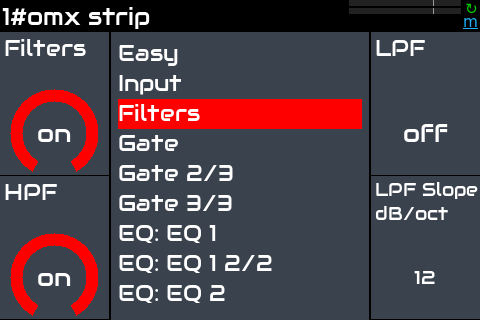 1#omx strip
m
Filters
on
HPF
on
Easy
Input
Filters
Gate
Gate 2/3
Gate 3/3
EQ: EQ 1
EQ: EQ 1 2/2
EQ: EQ 2
LPF
off
LPF Slope
dB/oct
12